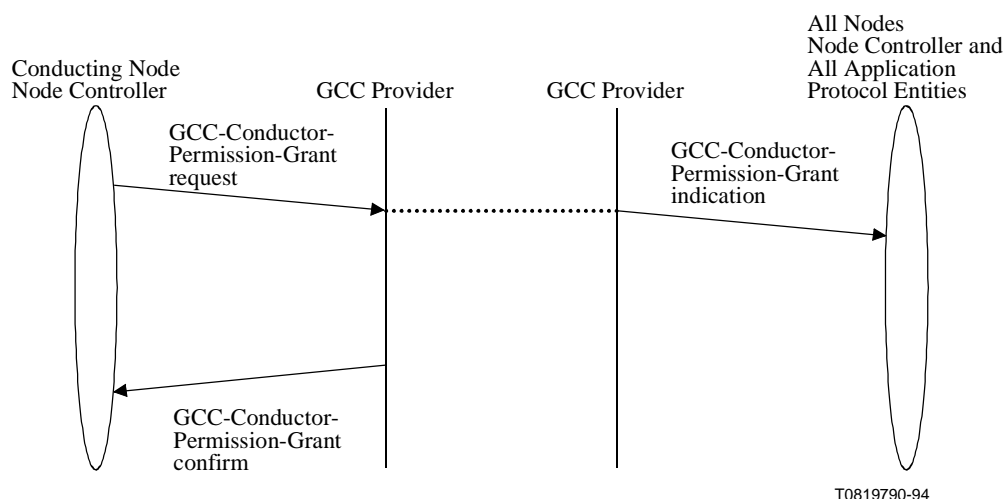 All Nodes
Node Controller and
All Application
Protocol Entities
Conducting Node
Node Controller
GCC Provider
GCC Provider
GCC-Conductor-
Permission-Grant
request
GCC-Conductor-
Permission-Grant
indication
GCC-Conductor-
Permission-Grant
confirm
T0819790-94